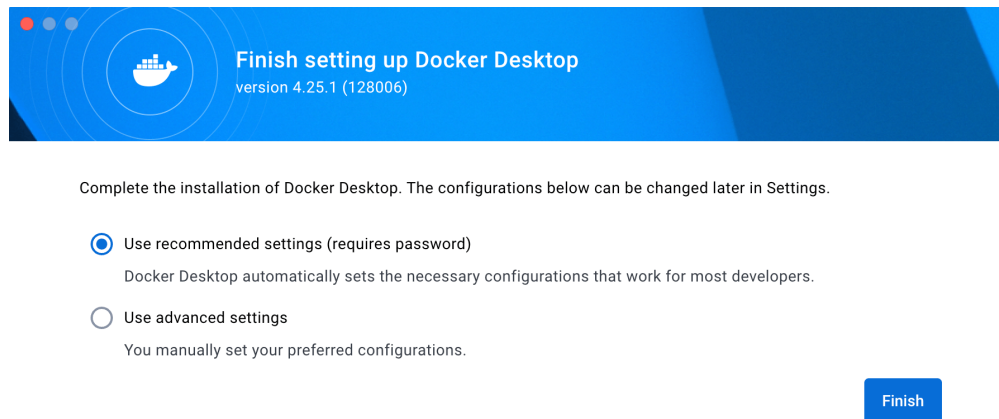 Finish setting up Docker Desktop
version 4.25.1 (128006)
Complete the installation of Docker Desktop. The configurations below can be changed later in Settings.
Use recommended settings (requires password)
Docker Desktop automatically sets the necessary configurations that work for most developers.
Use advanced settings
You manually set your preferred configurations.
Finish